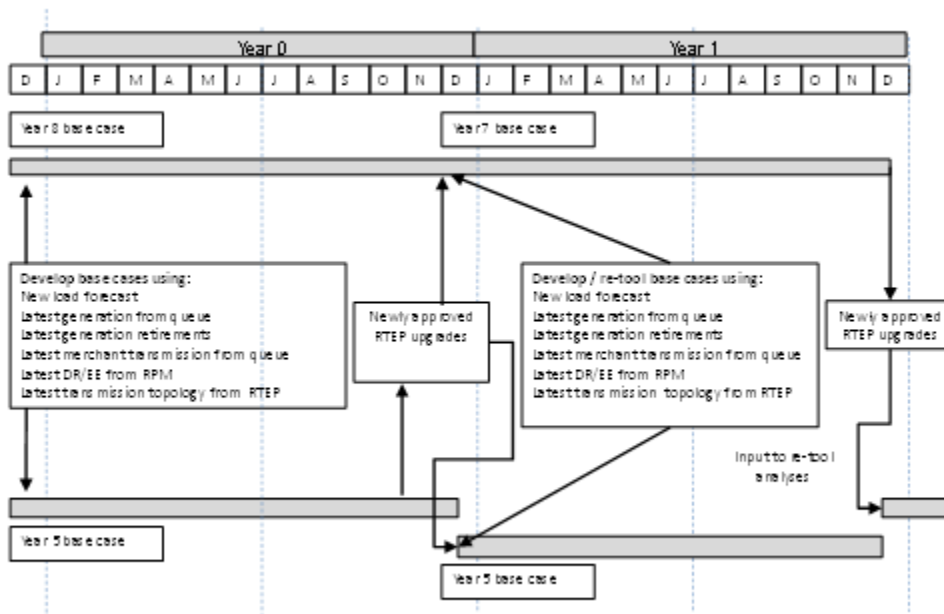 Year 0 Year 1
D J F M A M J J A S O N D J F M A M J J A S O N D
Year 8 base case Year 7 base case
Develop base cases using:
New load forecast
Latest generation from queue
Latest generation retirements
Latest merchant transmission from queue
Latest DR/EE from RPM
Latest transmission topology from RTEP
Newly approved
RTEP upgrades
Develop / re-tool base cases using:
New load forecast
Latest generation from queue
Latest generation retirements
Latest merchant transmission from queue
Latest DR/EE from RPM
Latest transmission topology from RTEP
Newly approved
RTEP upgrades
Input to re-tool
analyses
Year 5 base case
Year 5 base case